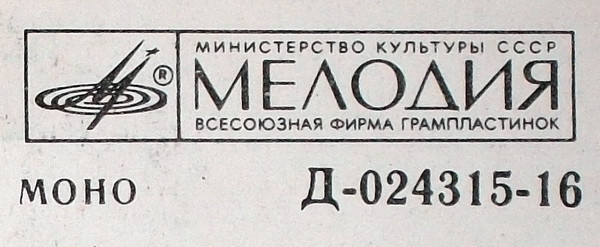 МИНИСТЕРСТВО КУЛЬТУРЫ СССР
® МЕЛОДИЯ
ВСЕСОЮЗНАЯ ФИРМА ГРАМПЛАСТИНОК
МОНО Д-024315-16